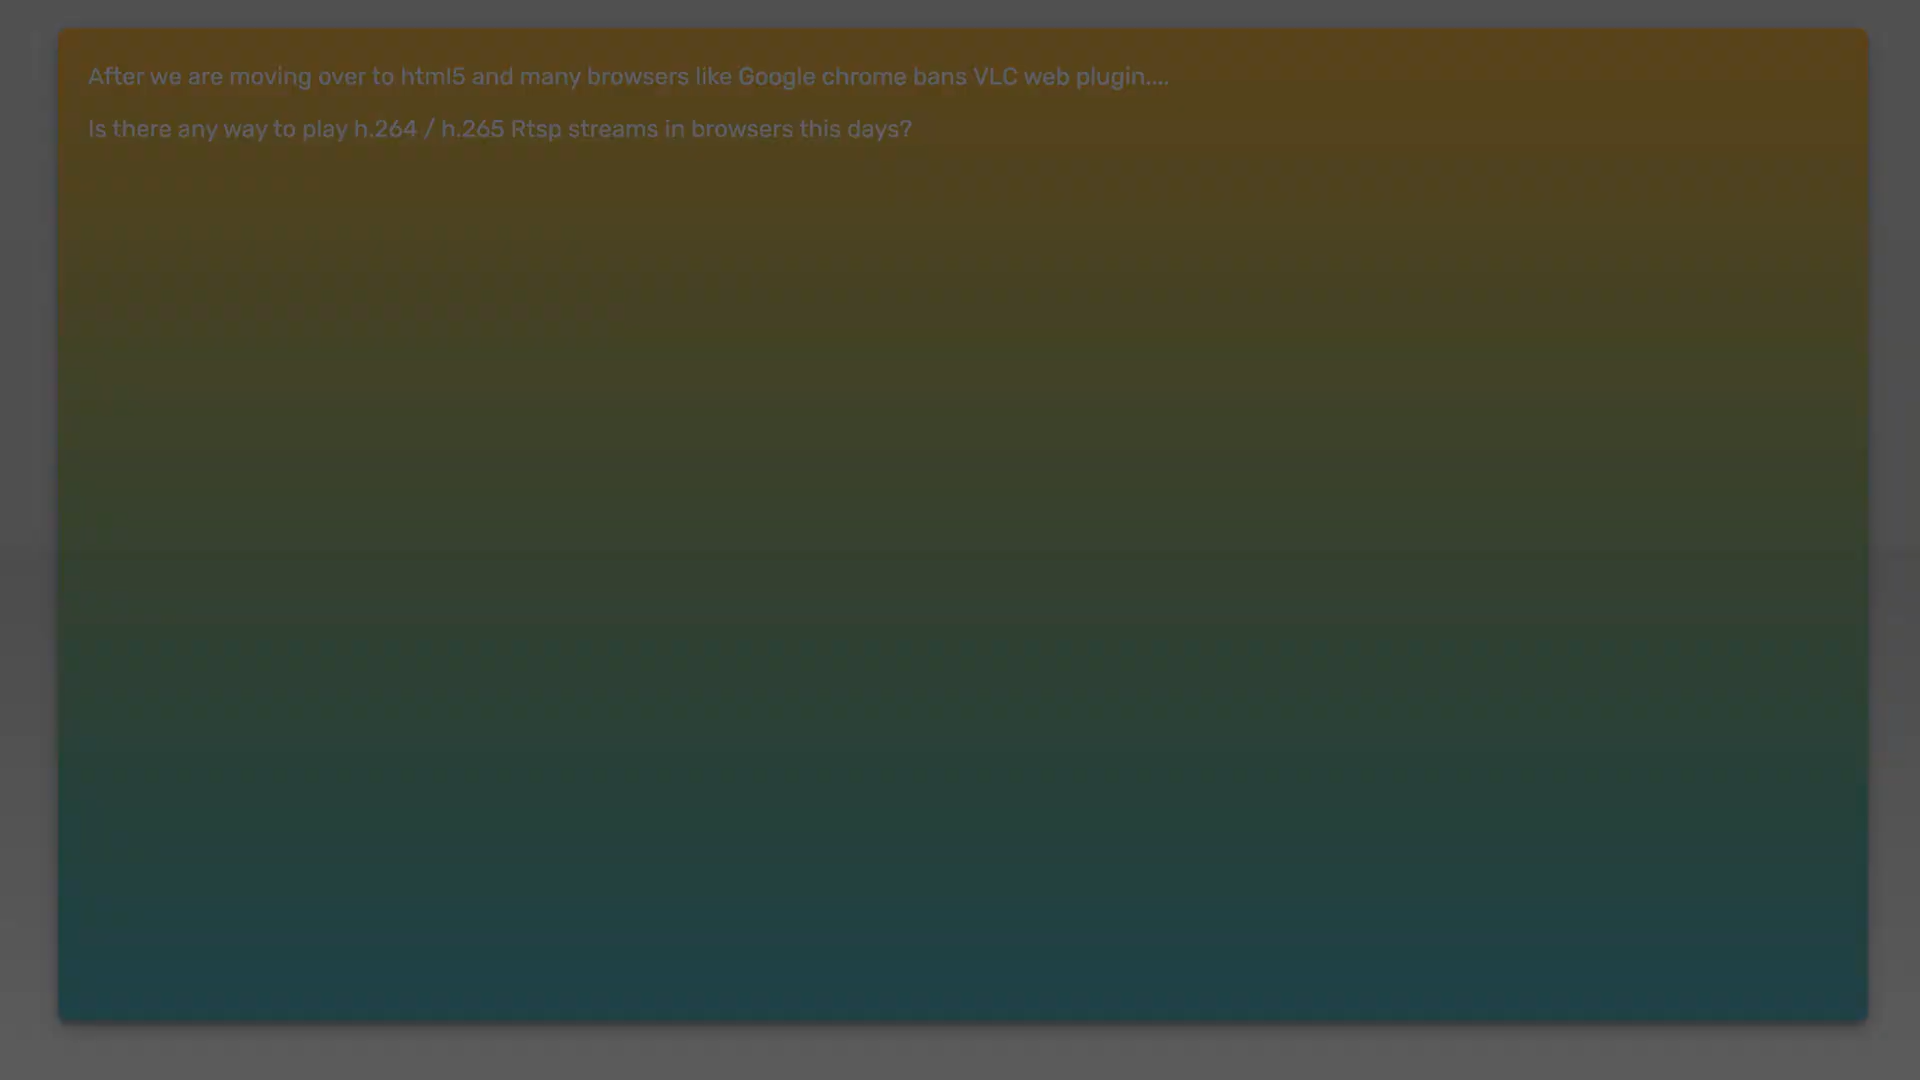 After we are moving over to html5 and many browsers like Google chrome bans VLC web plugin....
Is there any way to play h.264 / h.265 Rtsp streams in browsers this days?